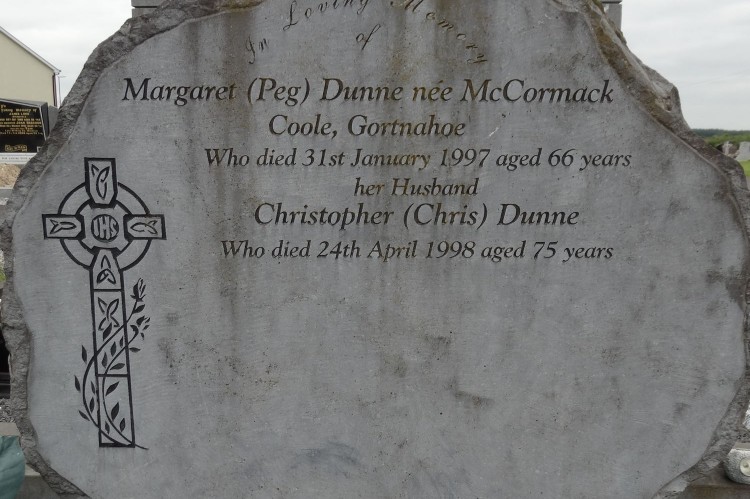 In Loving Memory
of
Margaret (Peg) Dunne née McCormack
Coole, Gortnahoe
Who died 31st January 1997 aged 66 years
her Husband
Christopher (Chris) Dunne
Who died 24th April 1998 aged 75 years
IHS